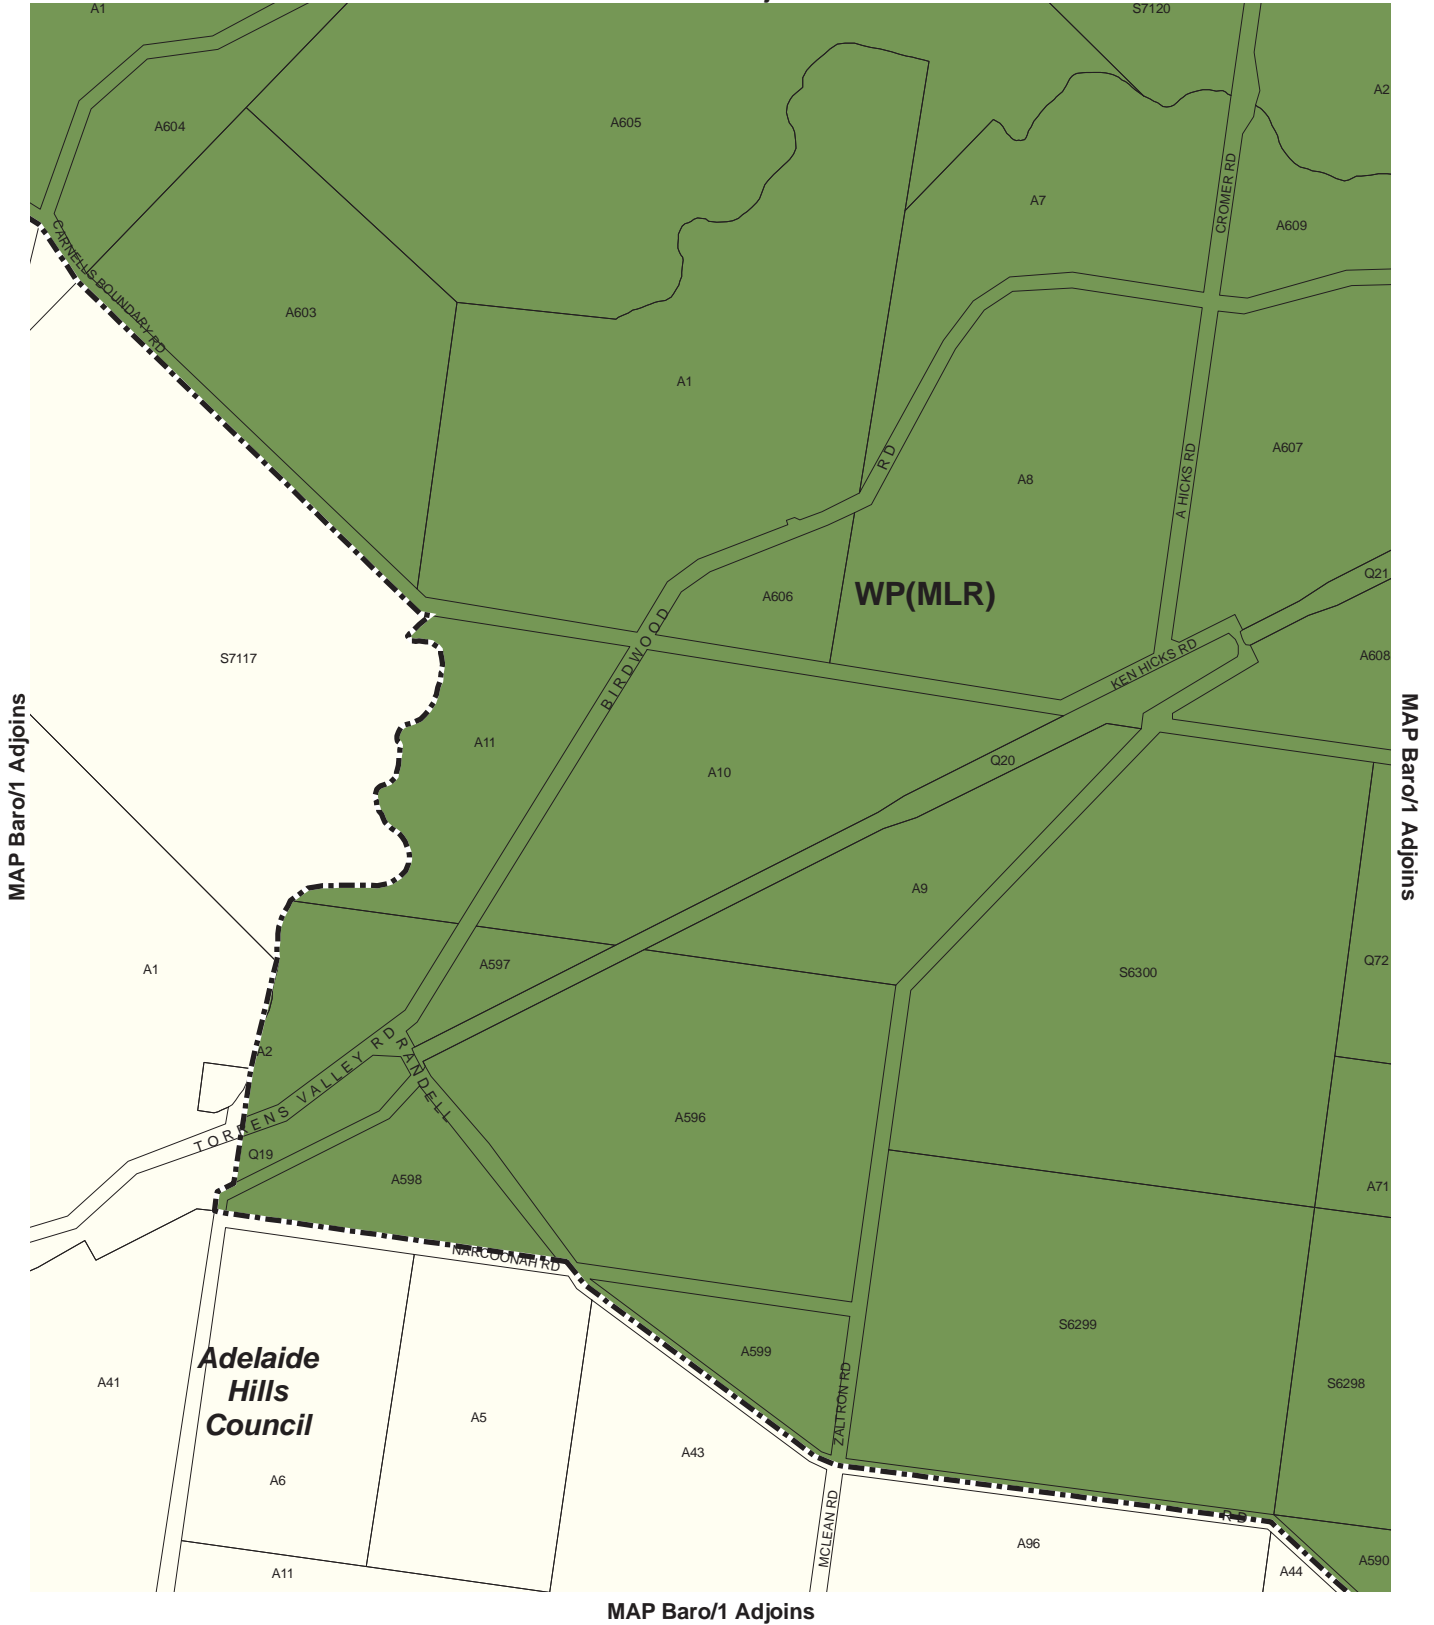 A1
S7120
A2
A604
A605
A7
CROMER RD
A609
CARNELLS BOUNDARY RD
A603
A1
RD
A8
A HICKS RD
A607
Q21
A606
WP(MLR)
BIRDWOOD
KEN HICKS RD
A608
S7117
A11
A10
Q20
MAP Baro/1 Adjoins
MAP Baro/1 Adjoins
A9
A597
S6300
Q72
A1
A2
TORRENS VALLEY RD
RANDELL
A596
Q19
A598
A71
NARCOONAH RD
S6299
A599
Adelaide
Hills
Council
A41
ZALTRON RD
S6298
A5
A43
A6
MCLEAN RD
RD
A96
A590
A11
A44
MAP Baro/1 Adjoins